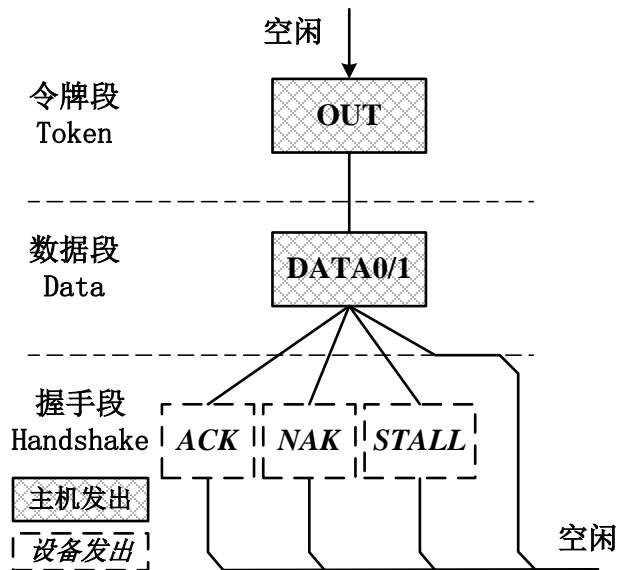 空闲
令牌段
Token
OUT
数据段
Data
DATA0/1
握手段
Handshake
ACK
NAK
STALL
主机发出
设备发出
空闲